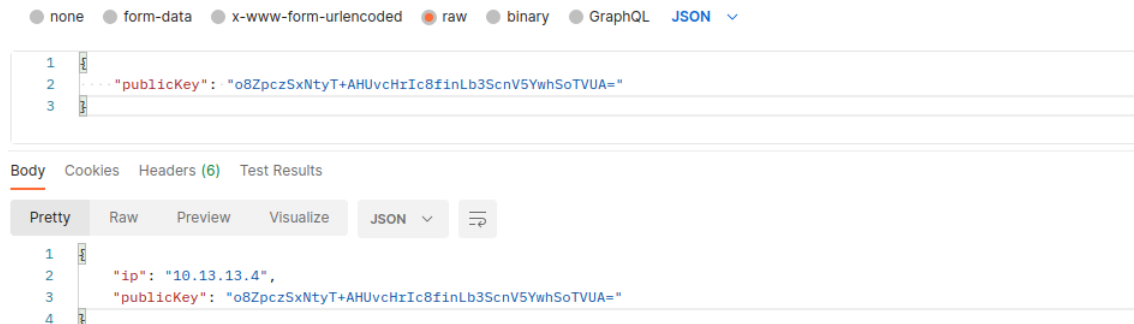 none form-data x-www-form-urlencoded raw binary GraphQL JSON
1 {
2 "publicKey": "o8ZpczSxNtyT+AHUvcHrIc8finLb3ScnV5YwhSoTVUA="
3 }
Body Cookies Headers (6) Test Results
Pretty Raw Preview Visualize JSON
1 {
2 "ip": "10.13.13.4",
3 "publicKey": "o8ZpczSxNtyT+AHUvcHrIc8finLb3ScnV5YwhSoTVUA="
4 }